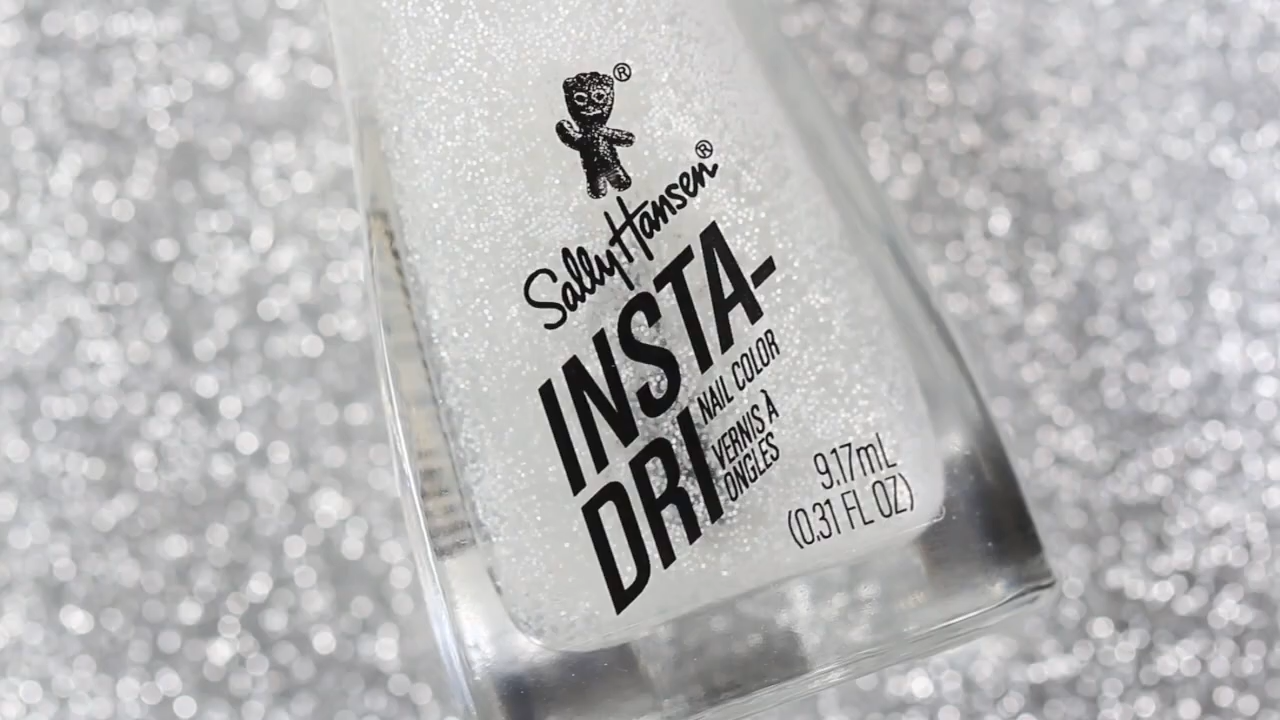 ®
Sally Hansen®
INSTA-
DRI
NAIL COLOR
VERNIS À
ONGLES
9.17mL
(0.31 FL OZ)